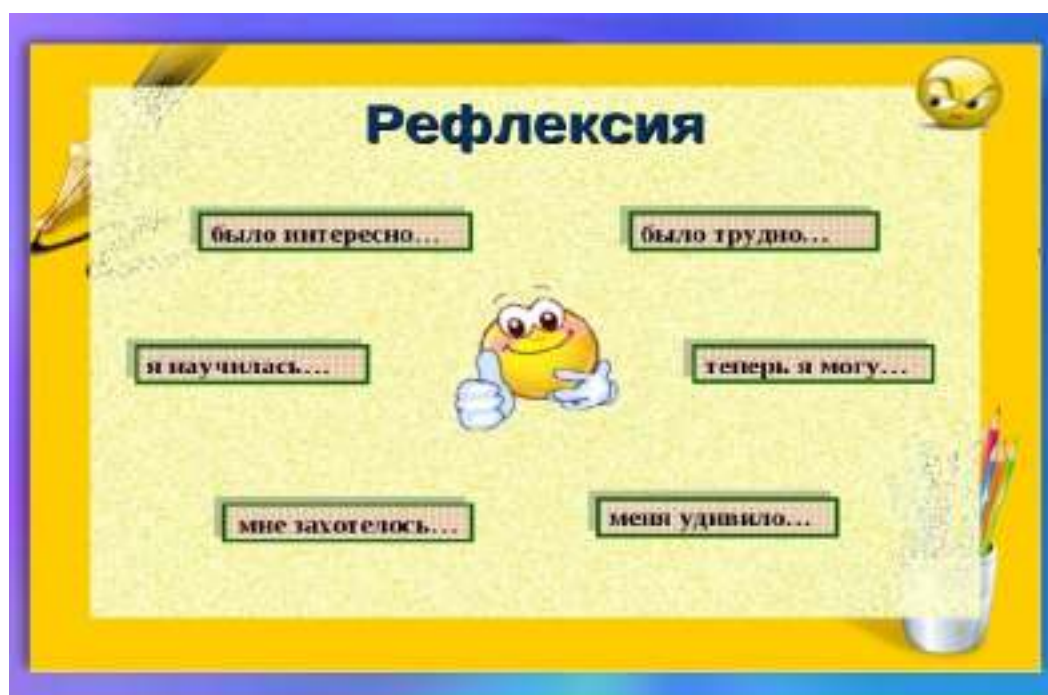 Рефлексия
было интересно...
было трудно...
я научилась...
теперь я могу...
мне захотелось...
меня удивило...